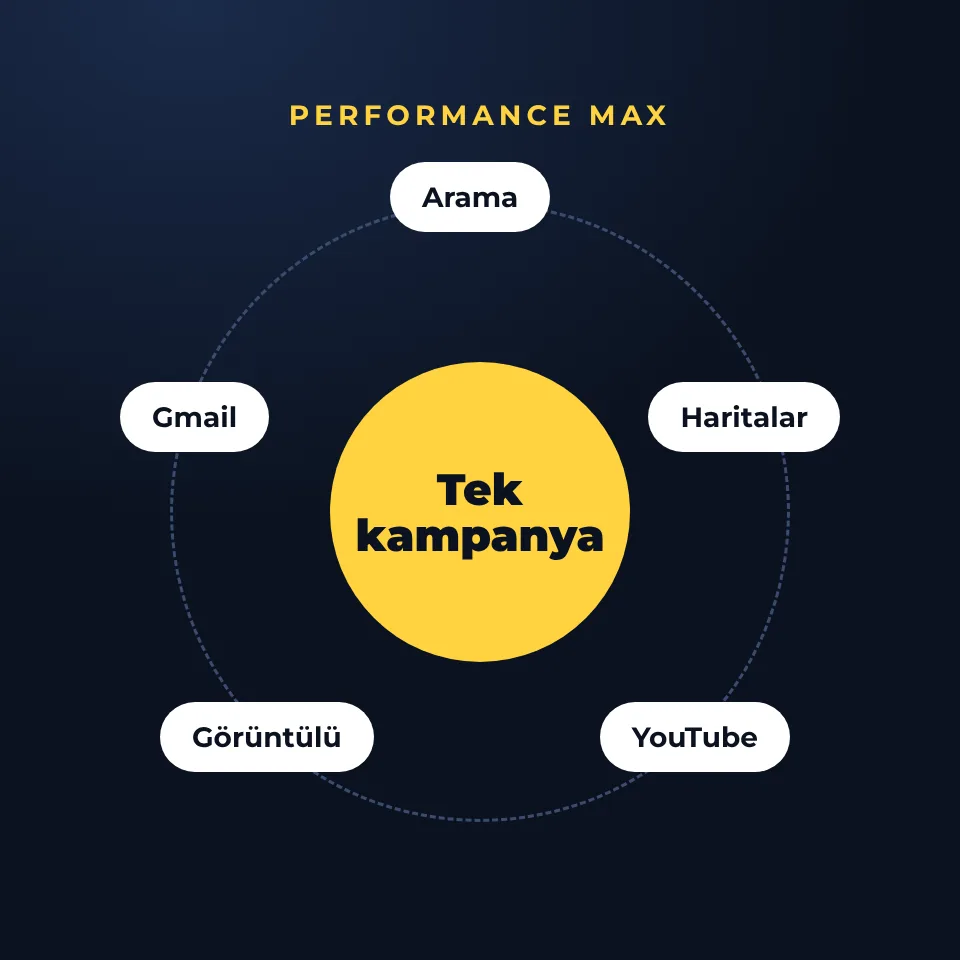 PERFORMANCE MAX
Arama
Gmail
Haritalar
Tek
kampanya
Görüntülü
YouTube